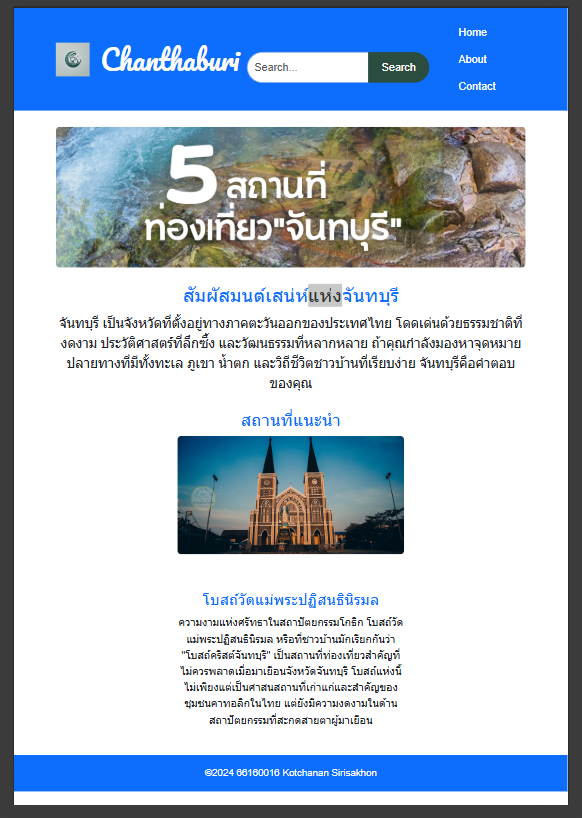 Chanthaburi
Search...
Search
Home
About
Contact
5 สถานที่
ท่องเที่ยว"จันทบุรี"
สัมผัสมนต์เสน่ห์แห่งจันทบุรี
จันทบุรี เป็นจังหวัดที่ตั้งอยู่ทางภาคตะวันออกของประเทศไทย โดดเด่นด้วยธรรมชาติที่
งดงาม ประวัติศาสตร์ที่ลึกซึ้ง และวัฒนธรรมที่หลากหลาย ถ้าคุณกำลังมองหาจุดหมาย
ปลายทางที่มีทั้งทะเล ภูเขา น้ำตก และวิถีชีวิตชาวบ้านที่เรียบง่าย จันทบุรีคือคำตอบ
ของคุณ
สถานที่แนะนำ
โบสถ์วัดแม่พระปฏิสนธินิรมล
ความงามแห่งศรัทธาในสถาปัตยกรรมโกธิก โบสถ์วัด
แม่พระปฏิสนธินิรมล หรือที่ชาวบ้านมักเรียกกันว่า
"โบสถ์คริสต์จันทบุรี" เป็นสถานที่ท่องเที่ยวสำคัญที่
ไม่ควรพลาดเมื่อมาเยือนจังหวัดจันทบุรี โบสถ์แห่งนี้
ไม่เพียงแต่เป็นศาสนสถานที่เก่าแก่และสำคัญของ
ชุมชนคาทอลิกในไทย แต่ยังมีความงดงามในด้าน
สถาปัตยกรรมที่สะกดสายตาผู้มาเยือน
©2024 66160016 Kotchanan Sirisakhon